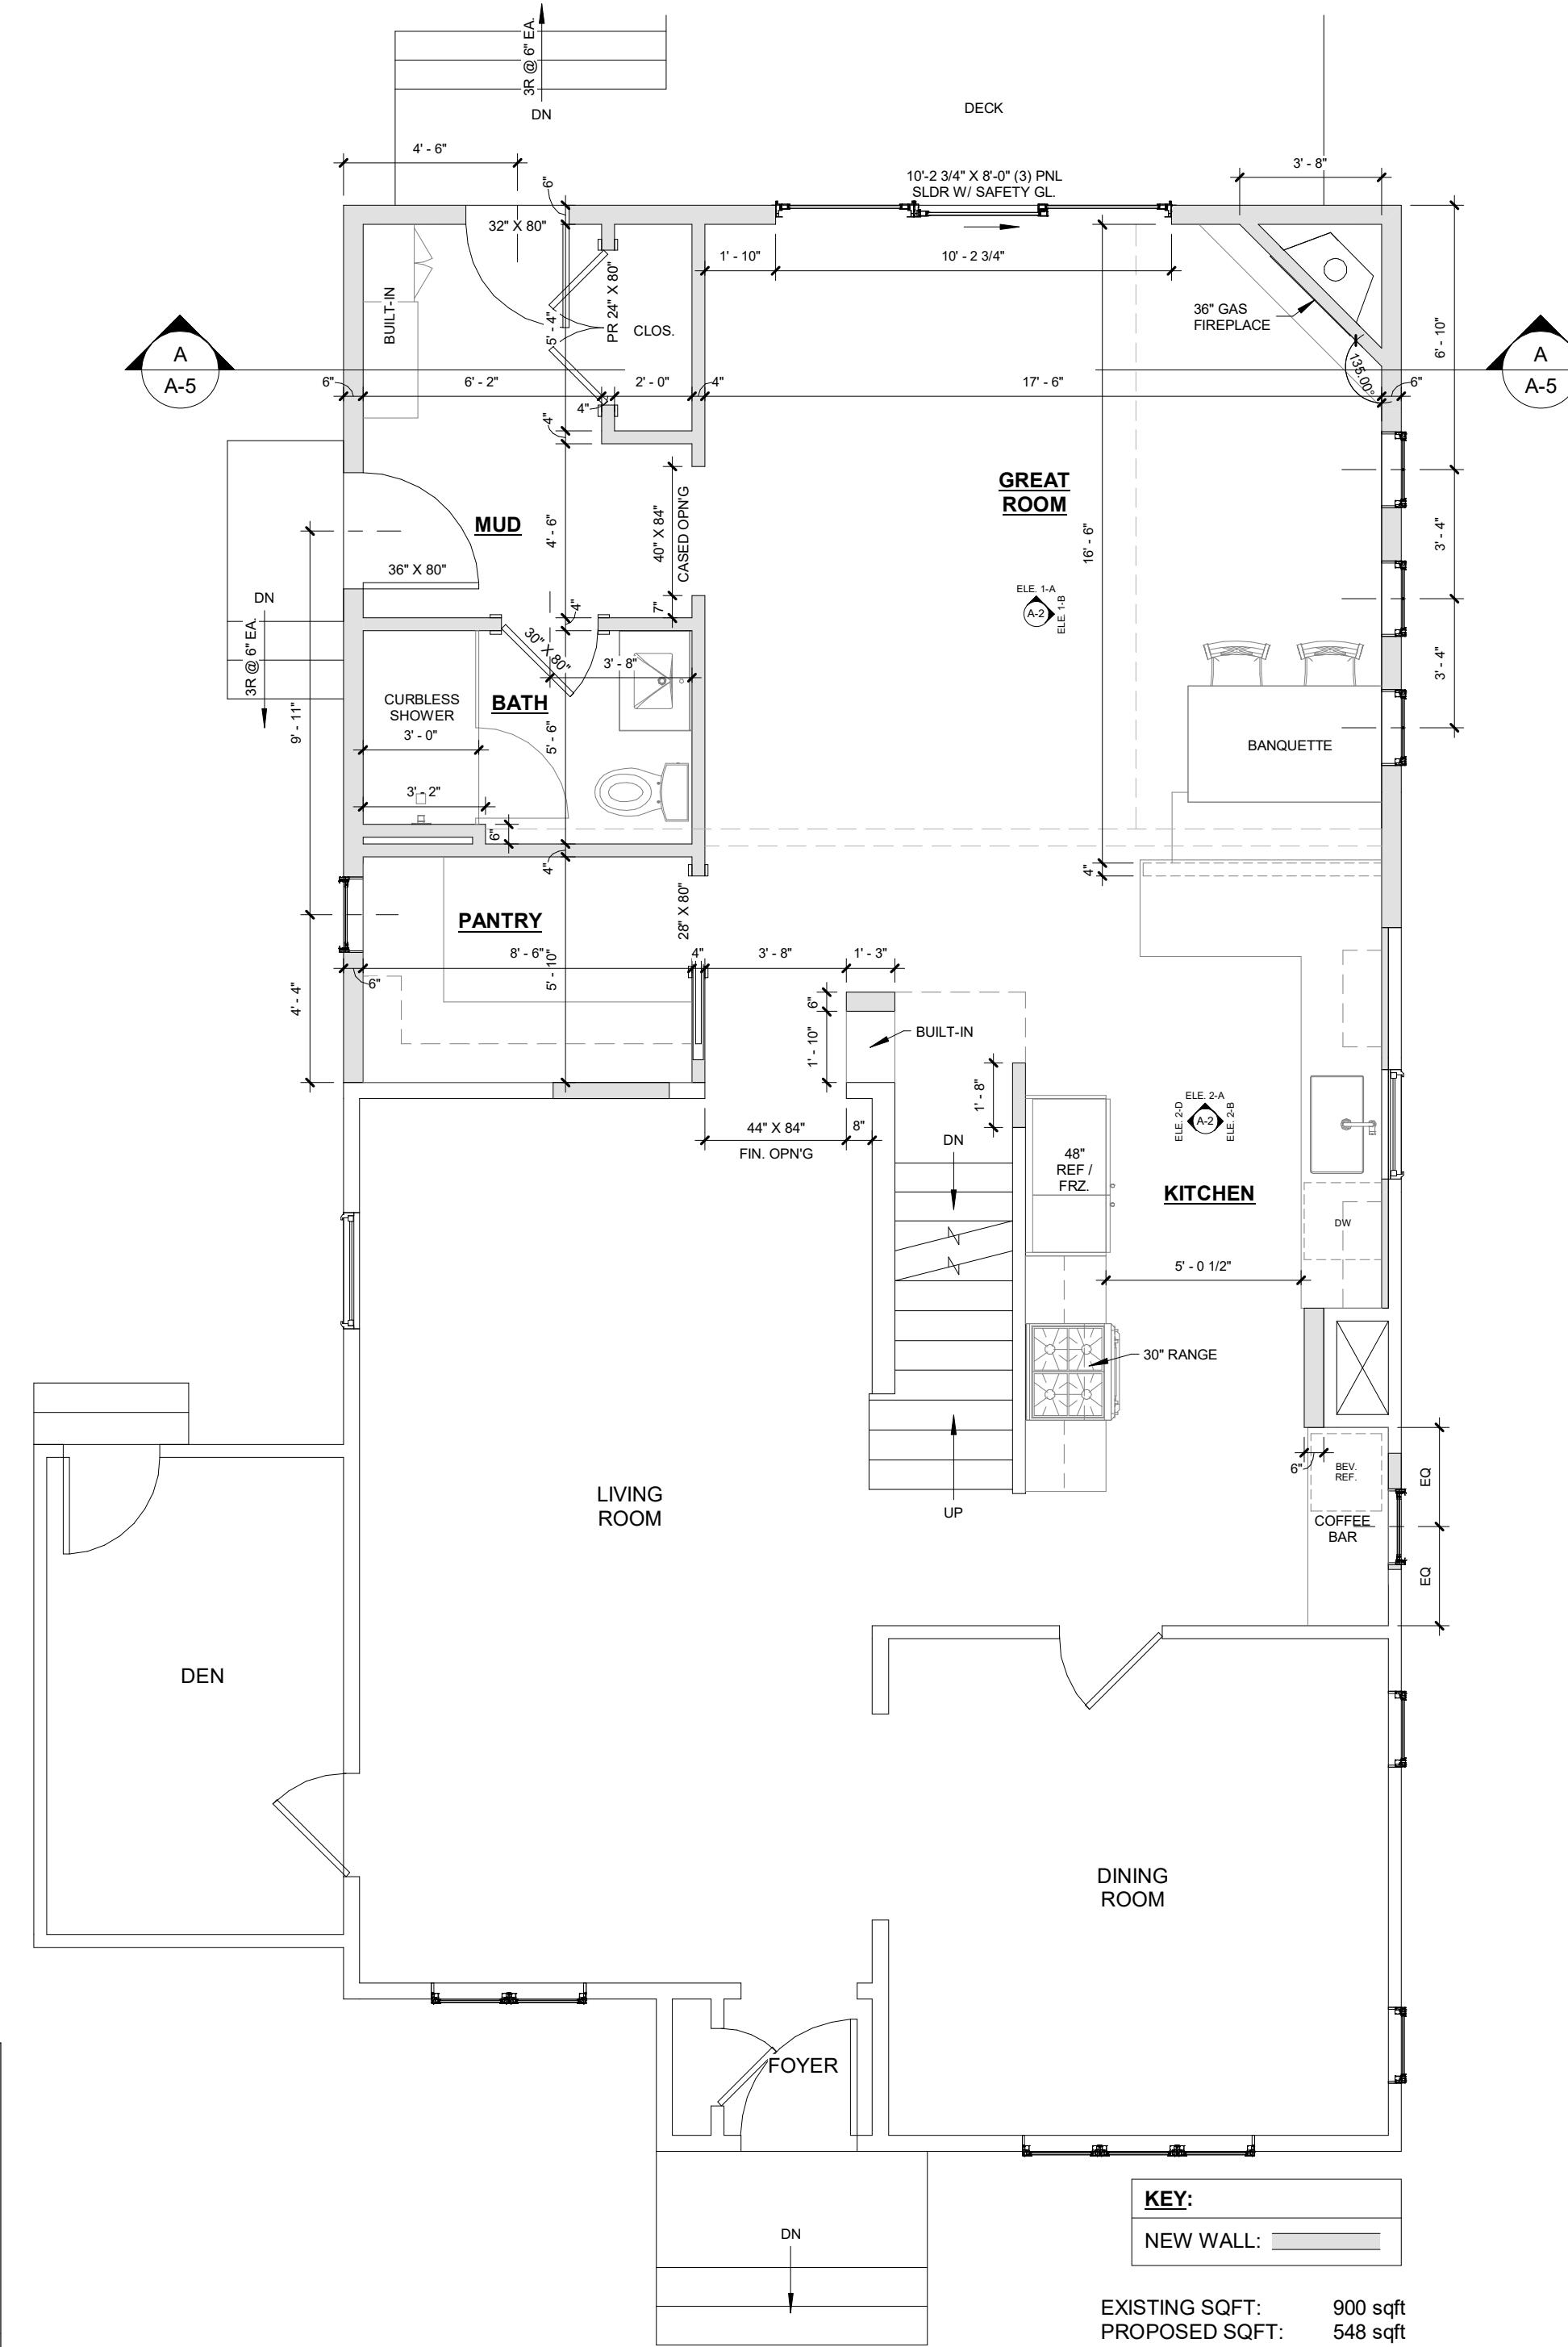 3R @ 6" EA.
DN
DECK
4' - 6"
6"
3' - 8"
10'-2 3/4" X 8'-0" (3) PNL
SLDR W/ SAFETY GL.
32" X 80"
1' - 10"
10' - 2 3/4"
BUILT-IN
5' - 4"
PR 24" X 80"
CLOS.
36" GAS
FIREPLACE
6' - 10"
135.00°
A
A-5
A
A-5
6"
6' - 2"
4"
2' - 0"
4"
17' - 6"
6"
4"
MUD
4' - 6"
40" X 84"
CASED OPN'G
GREAT
ROOM
16' - 6"
3' - 4"
36" X 80"
DN
3R @ 6" EA.
4"
7"
ELE. 1-A
A-2
ELE. 1-B
3' - 4"
30" X 80"
3' - 8"
CURBLESS
SHOWER
BATH
3' - 0"
9' - 11"
5' - 6"
BANQUETTE
3' - 2"
6"
4"
4"
PANTRY
28" X 80"
8' - 6"
5' - 10"
4"
3' - 8"
1' - 3"
6"
4' - 4"
6"
1' - 10"
BUILT-IN
1' - 8"
ELE. 2-A
ELE. 2-D
A-2
ELE. 2-B
44" X 84"
8"
FIN. OPN'G
DN
48"
REF /
FRZ.
KITCHEN
DW
5' - 0 1/2"
30" RANGE
6"
BEV.
REF.
EQ
LIVING
ROOM
UP
COFFEE
BAR
EQ
DEN
DINING
ROOM
FOYER
DN
KEY:
NEW WALL:
EXISTING SQFT: 900 sqft
PROPOSED SQFT: 548 sqft